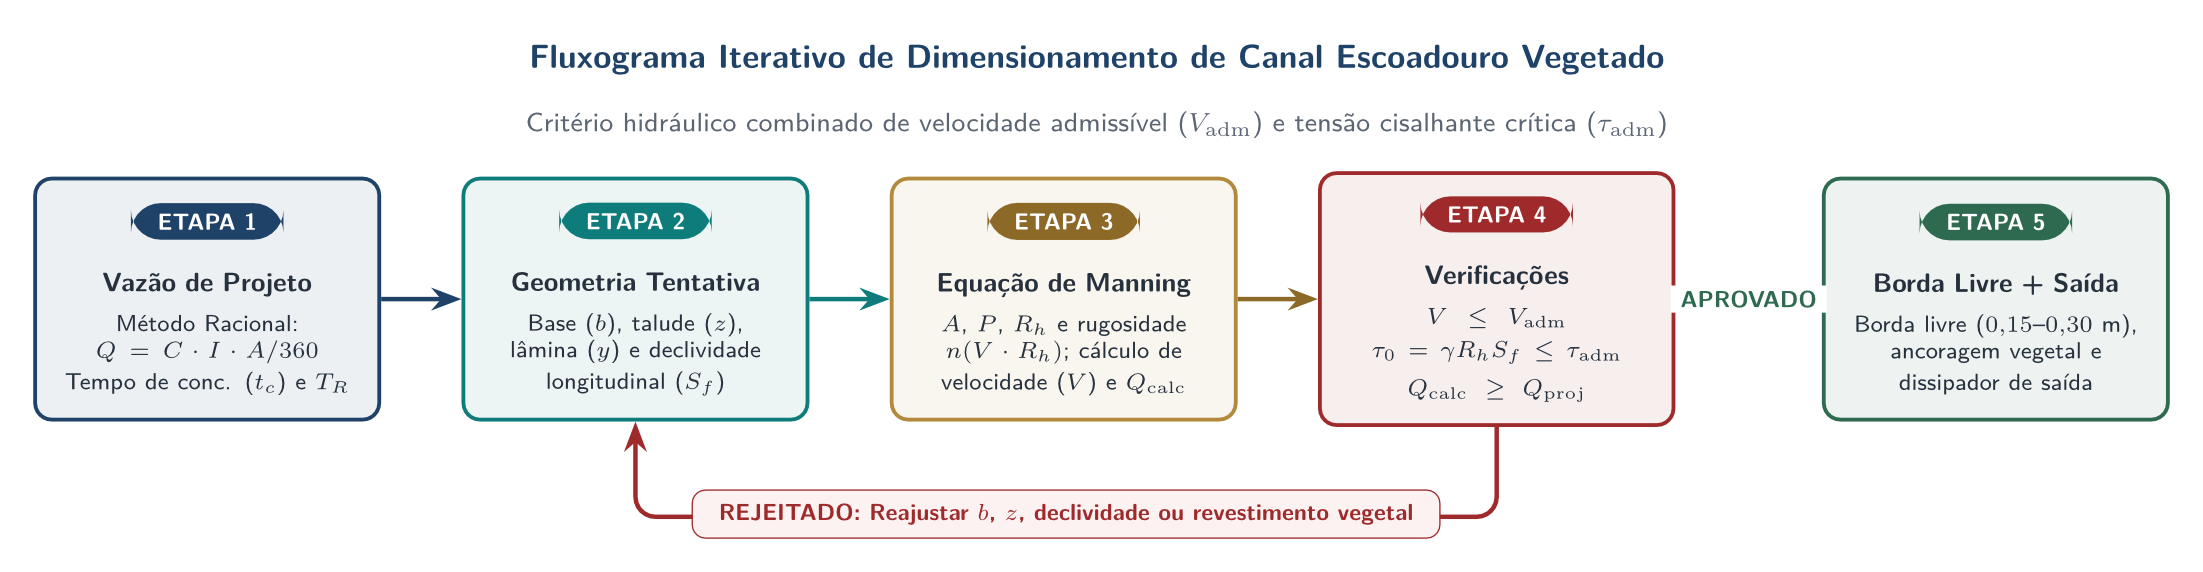 Fluxograma Iterativo de Dimensionamento de Canal Escoadouro Vegetado
Critério hidráulico combinado de velocidade admissível (V_adm) e tensão cisalhante crítica (τ_adm)
ETAPA 1
Vazão de Projeto
Método Racional:
Q = C · I · A/360
Tempo de conc. (t_c) e T_R
ETAPA 2
Geometria Tentativa
Base (b), talude (z),
lâmina (y) e declividade
longitudinal (S_f)
ETAPA 3
Equação de Manning
A, P, R_h e rugosidade
n(V · R_h); cálculo de
velocidade (V) e Q_calc
ETAPA 4
Verificações
V ≤ V_adm
τ_0 = γR_hS_f ≤ τ_adm
Q_calc ≥ Q_proj
APROVADO
ETAPA 5
Borda Livre + Saída
Borda livre (0,15–0,30 m),
ancoragem vegetal e
dissipador de saída
REJEITADO: Reajustar b, z, declividade ou revestimento vegetal